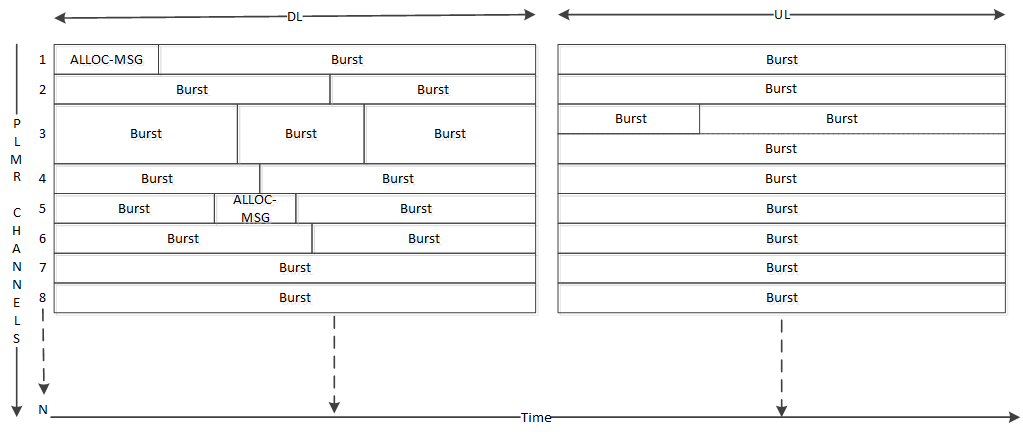 DL
UL
1 ALLOC-MSG Burst Burst
2 Burst Burst Burst
Burst Burst
3 Burst Burst Burst
Burst
4 Burst Burst Burst
5 Burst ALLOC-
MSG Burst Burst
6 Burst Burst Burst
7 Burst Burst
8 Burst Burst
N
PLMR CHANNELS
Time